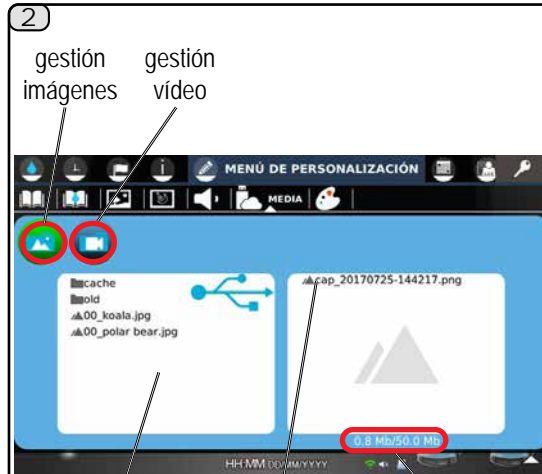 2
gestión
imágenes
gestión
vídeo
MENÚ DE PERSONALIZACIÓN
MEDIA
cache
old
00_koala.jpg
00_polar bear.jpg
cap_20170725-144217.png
0.8 Mb/50.0 Mb
HH:MM DD/MM/YYYY